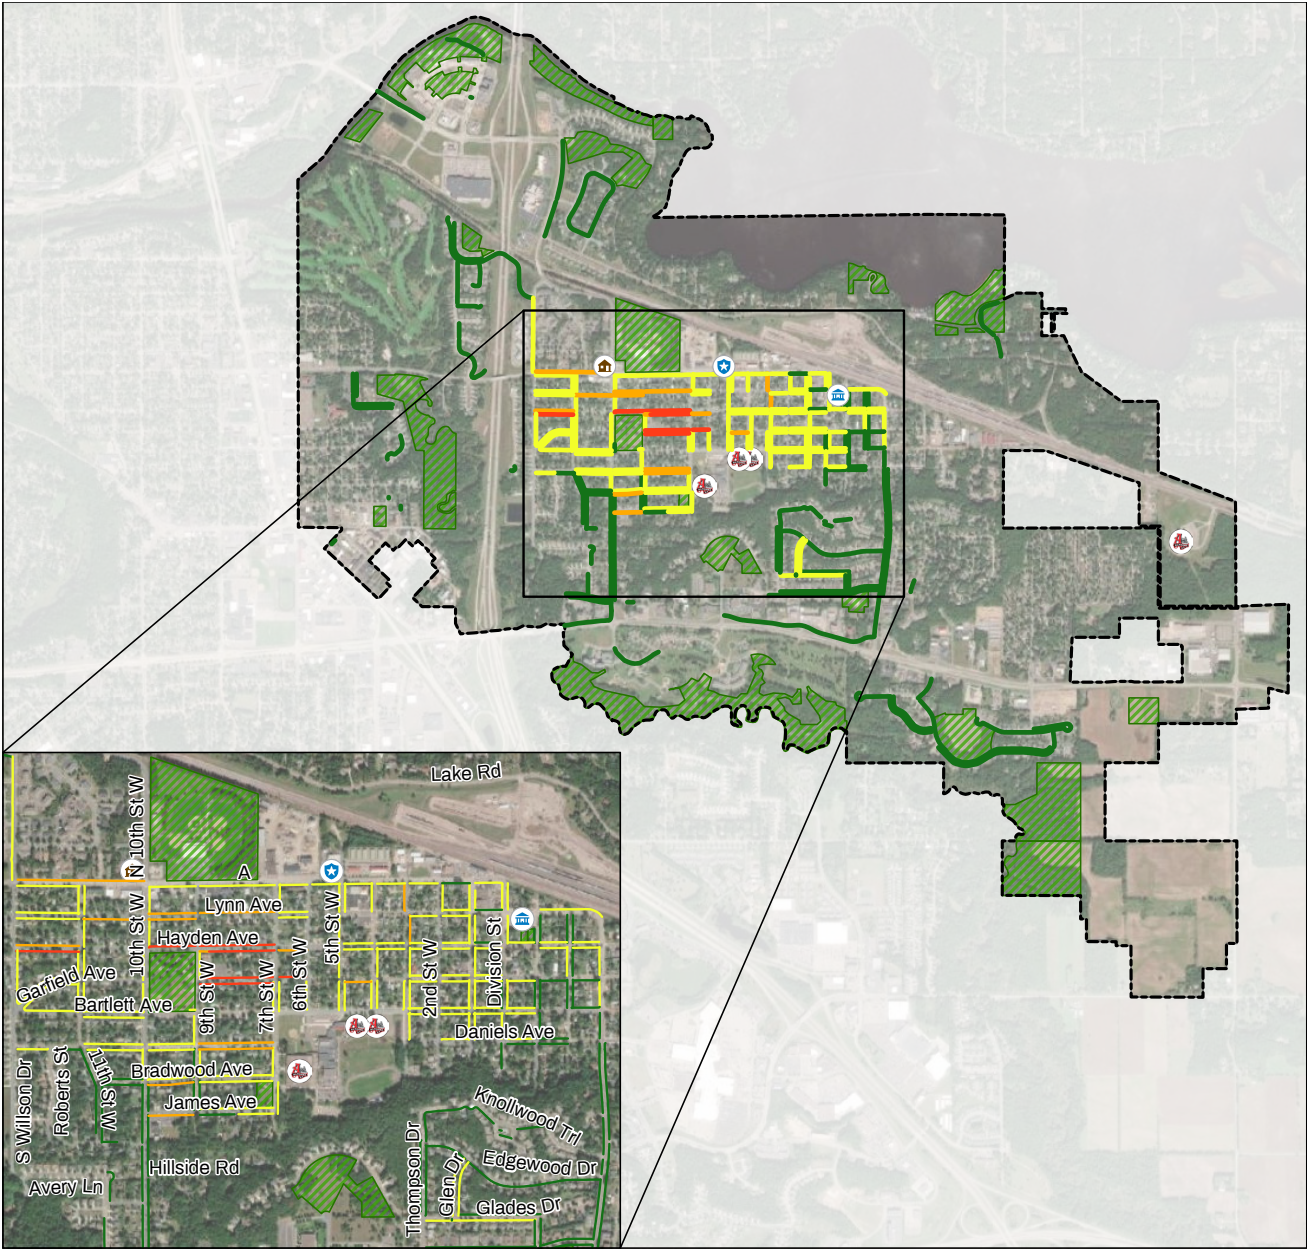 Lake Rd
N 10th St W
A
Lynn Ave
10th St W
5th St W
Hayden Ave
6th St W
Division St
2nd St W
Garfield Ave
9th St W
7th St W
Bartlett Ave
Daniels Ave
S Willson Dr
Roberts St
11th St W
Bradwood Ave
James Ave
Knollwood Trl
Thompson Dr
Glen Dr
Edgewood Dr
Hillside Rd
Avery Ln
Glades Dr